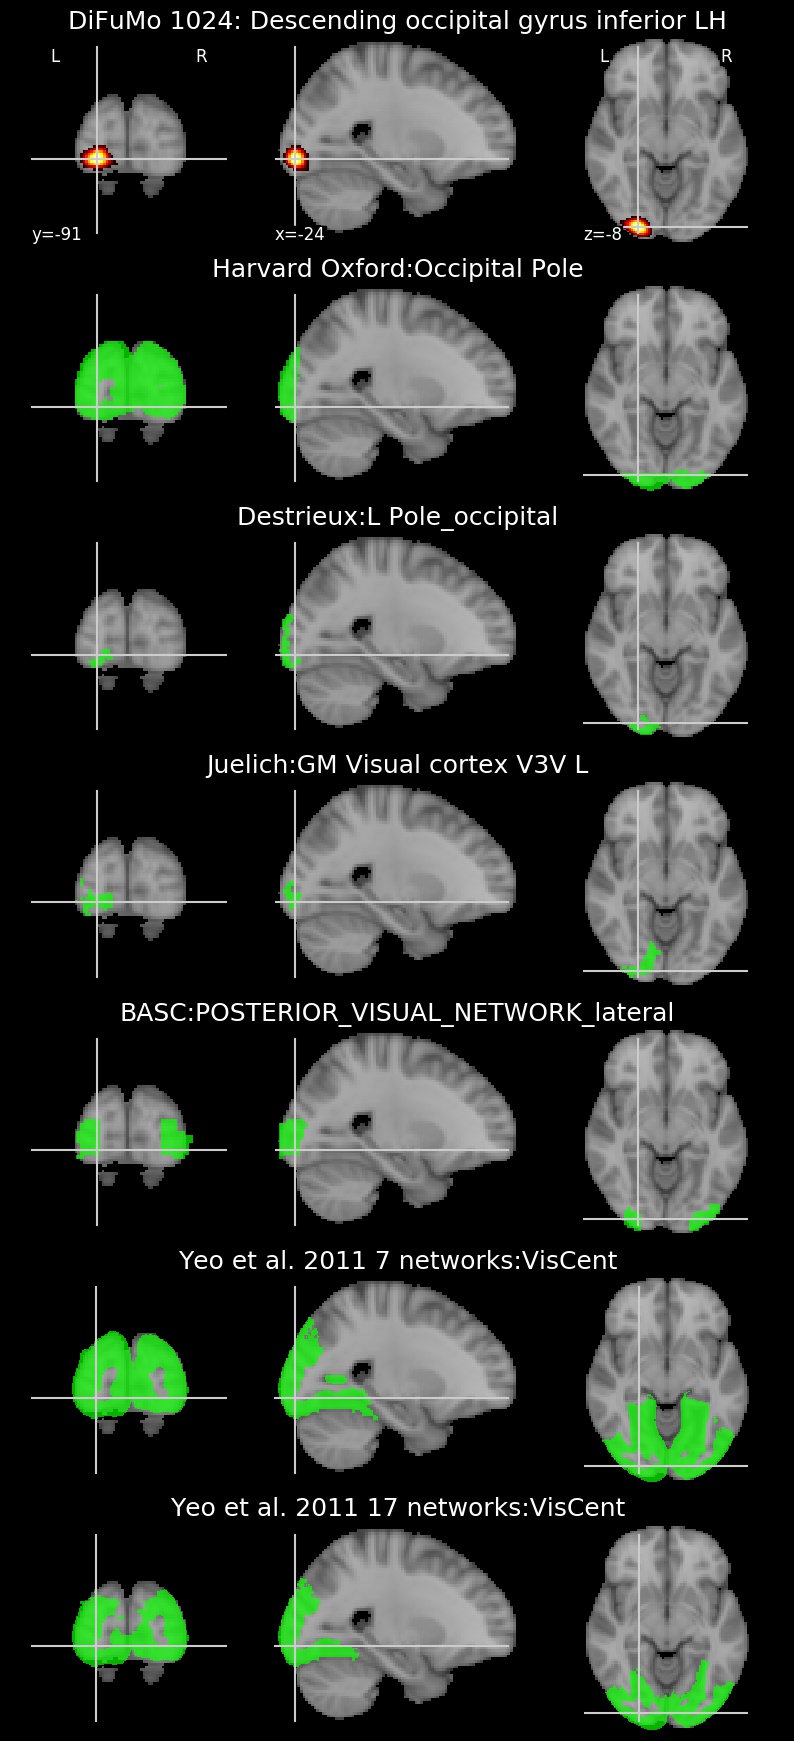 DiFuMo 1024: Descending occipital gyrus inferior LH
L R L R
y=-91 x=-24 z=-8
Harvard Oxford:Occipital Pole
Destrieux:L Pole_occipital
Juelich:GM Visual cortex V3V L
BASC:POSTERIOR_VISUAL_NETWORK_lateral
Yeo et al. 2011 7 networks:VisCent
Yeo et al. 2011 17 networks:VisCent